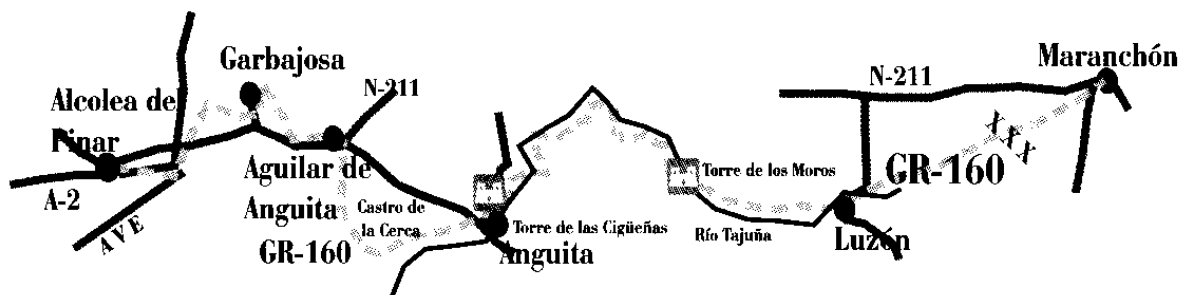 Garbajosa
Alcolea del
Pinar
A-2
AVE
N-211
Aguilar de
Anguita
GR-160
Castro de
la Cerca
Torre de las Cigüeñas
Anguita
Torre de los Moros
Río Tajuña
N-211
Maranchón
XXX
GR-160
Luzón